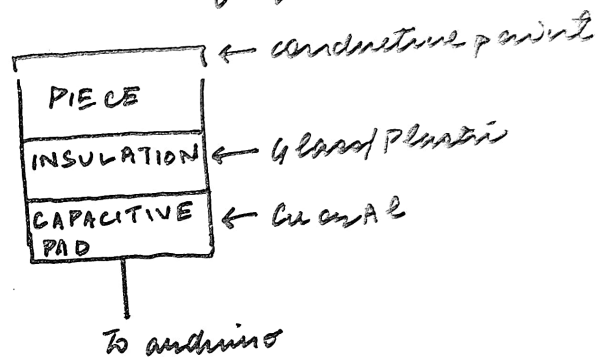 conductive paint
PIECE
INSULATION
Glass/Plastic
CAPACITIVE
PAD
Cu or Al
To arduino